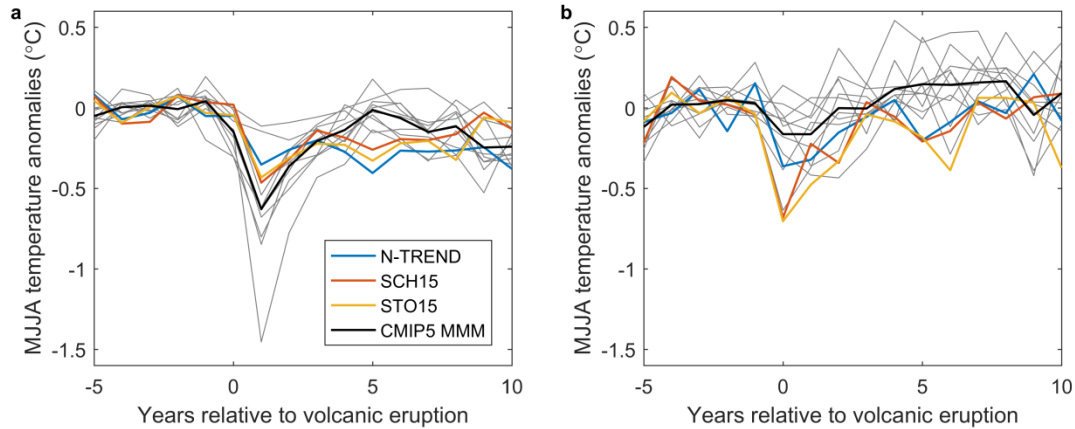 a
MJJA temperature anomalies (°C)
0.5
0
-0.5
-1
-1.5
-5
0
5
10
Years relative to volcanic eruption
N-TREND
SCH15
STO15
CMIP5 MMM
b
MJJA temperature anomalies (°C)
0.5
0
-0.5
-1
-1.5
-5
0
5
10
Years relative to volcanic eruption